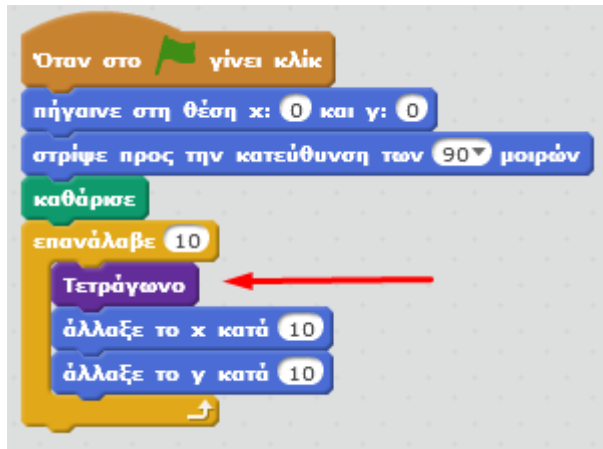 Όταν στο γίνει κλίκ
πήγαινε στη θέση x: 0 και y: 0
στρίψε προς την κατεύθυνση των 90 μοιρών
καθάρισε
επανάλαβε 10
Τετράγωνο
άλλαξε το x κατά 10
άλλαξε το y κατά 10